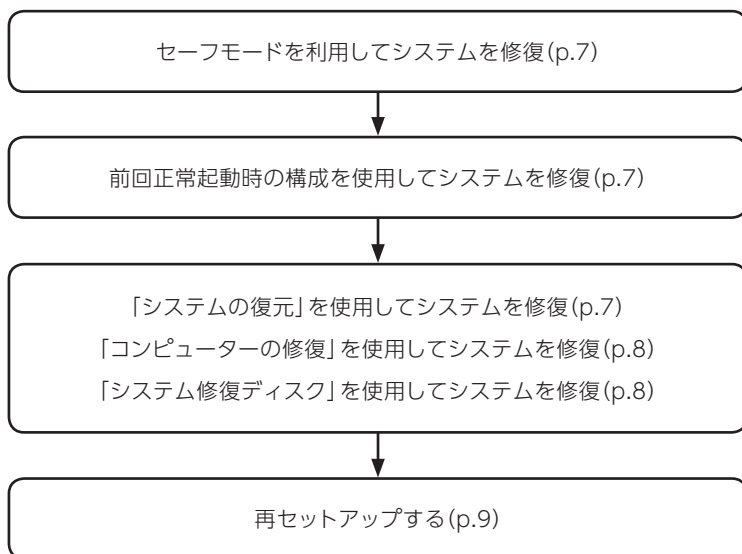 セーフモードを利用してシステムを修復(p.7)
前回正常起動時の構成を使用してシステムを修復(p.7)
「システムの復元」を使用してシステムを修復(p.7)
「コンピューターの修復」を使用してシステムを修復(p.8)
「システム修復ディスク」を使用してシステムを修復(p.8)
再セットアップする(p.9)